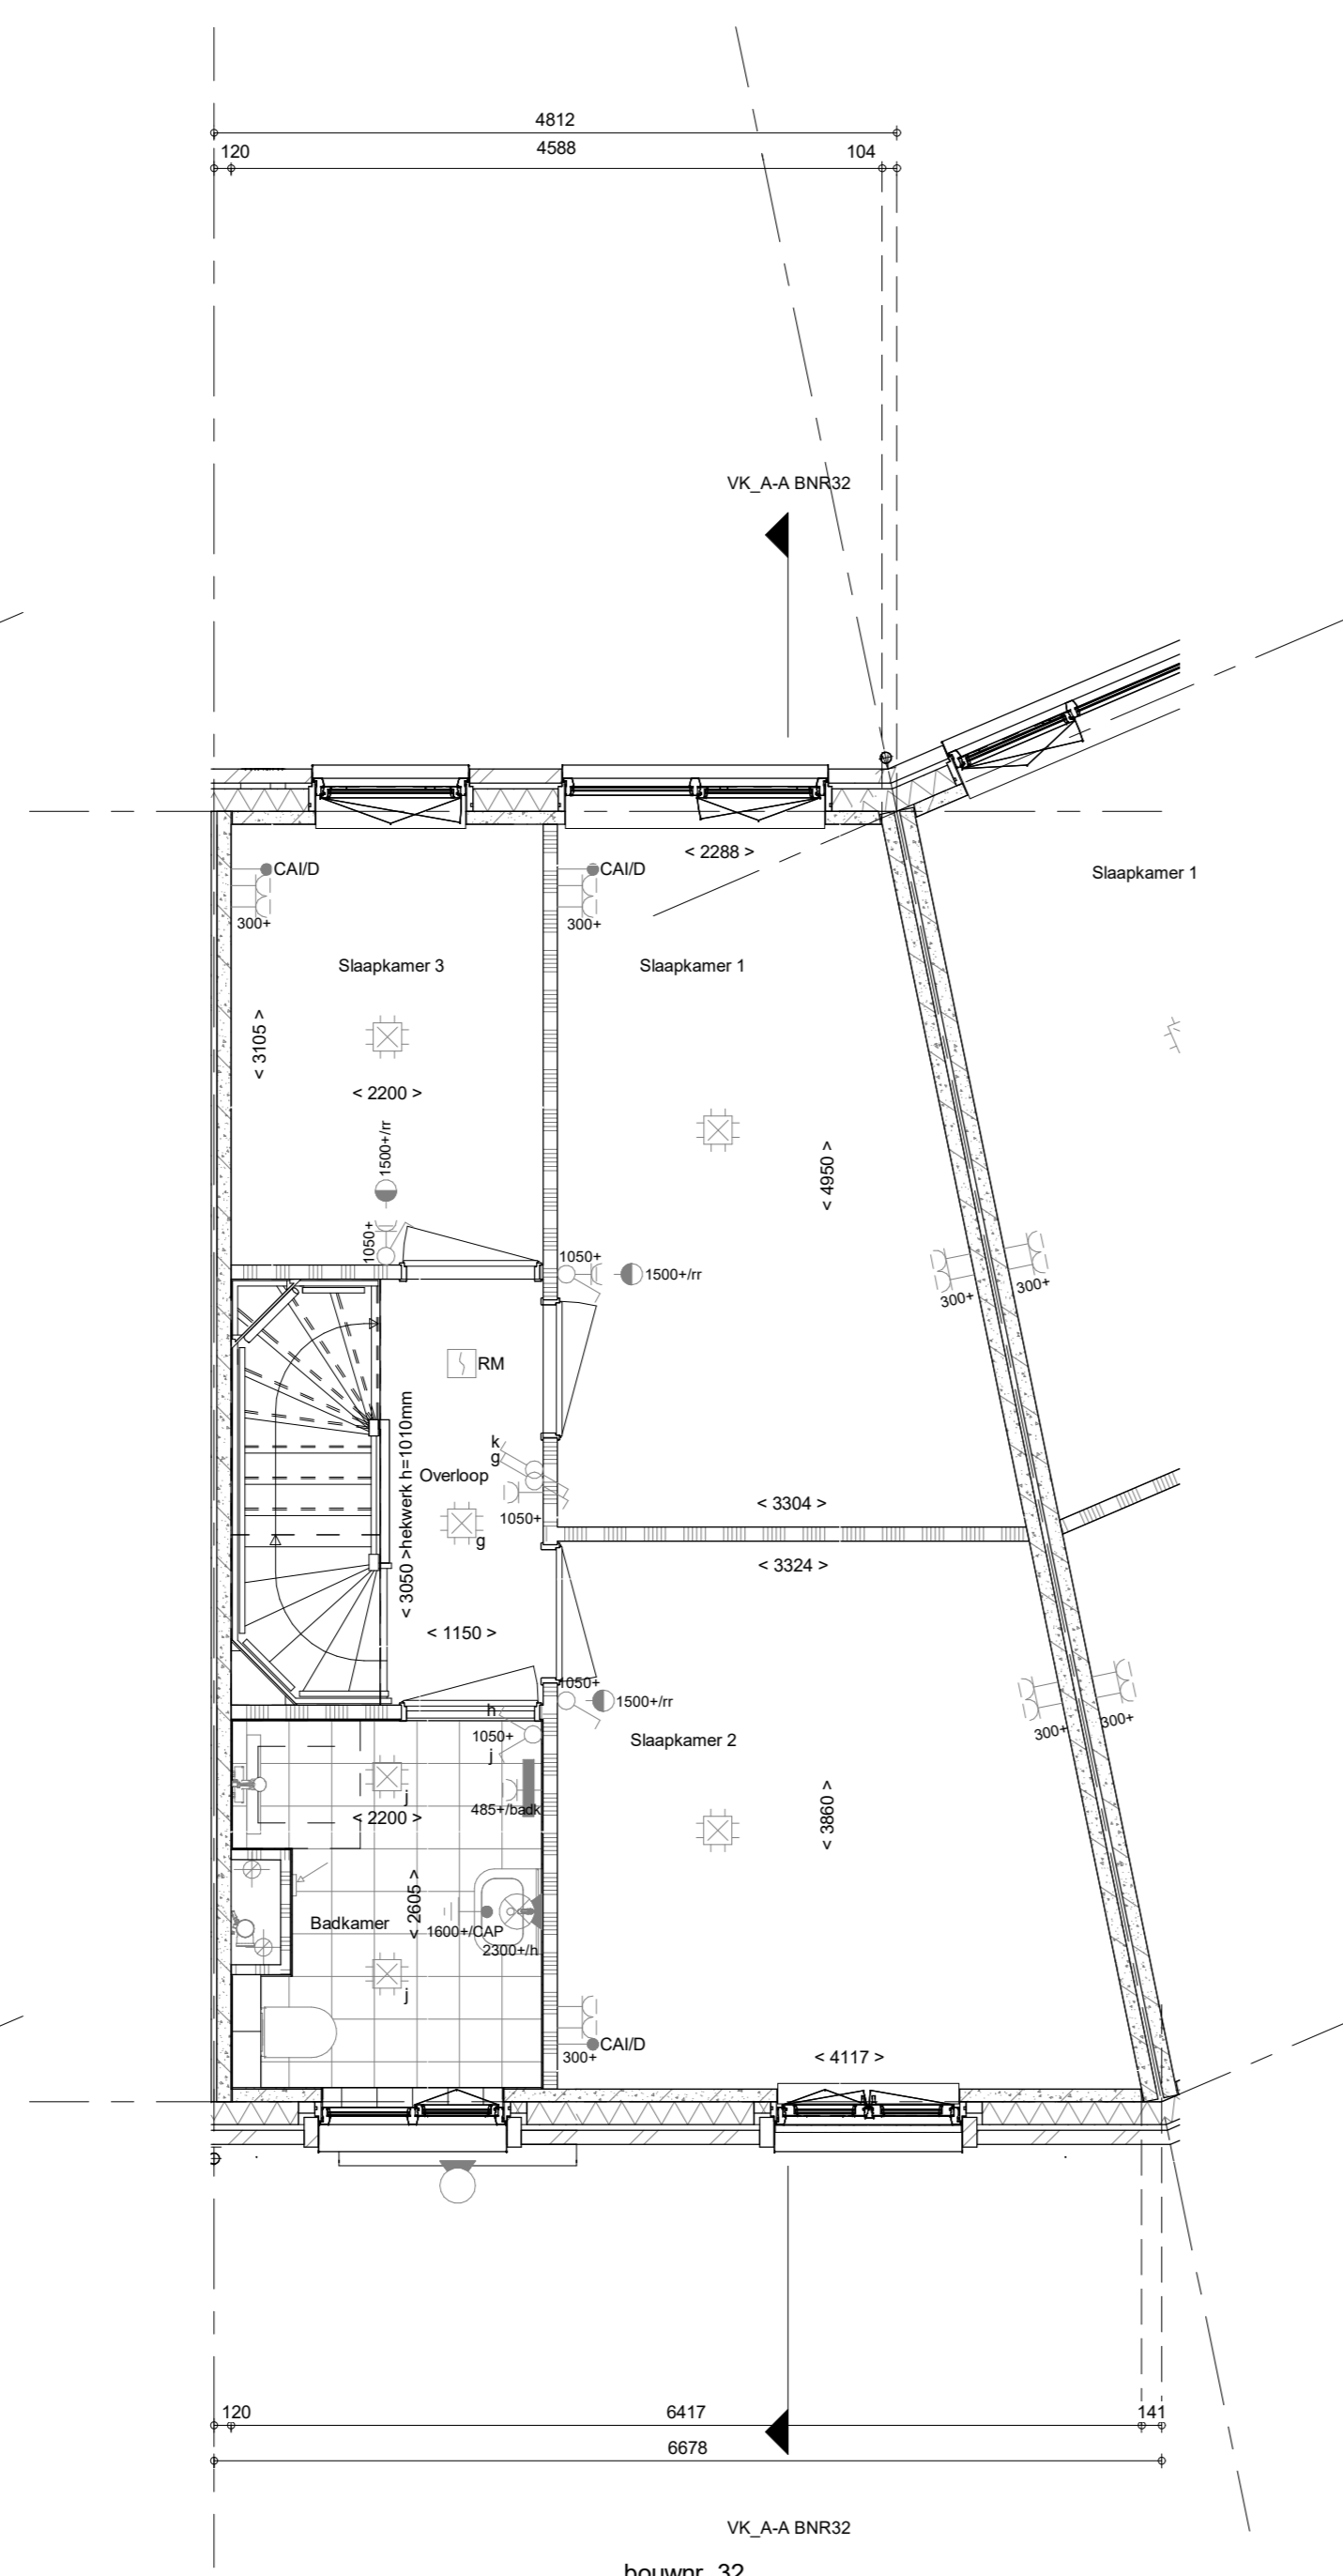 4812
120 4588 104
VK_A-A BNR32
< 2288 >
CAI/D CAI/D
Slaapkamer 1
300+ 300+
Slaapkamer 3 Slaapkamer 1
< 3105 >
< 2200 >
1500+/rr
< 4950 >
1050+
1050+
1500+/rr
300+
300+
RM
< 3050 >hekwerk h=1010mm
k
g
Overloop
1050+
g
< 3304 >
< 3324 >
< 1150 >
1050+
1500+/rr
h
1050+
j
300+
300+
Slaapkamer 2
j
485+/badk
< 2200 >
< 3860 >
< 2605 >
Badkamer
1600+/CAP
2300+/h
j
CAI/D
300+
< 4117 >
120 6417 141
6678
VK_A-A BNR32
bouwnr. 32